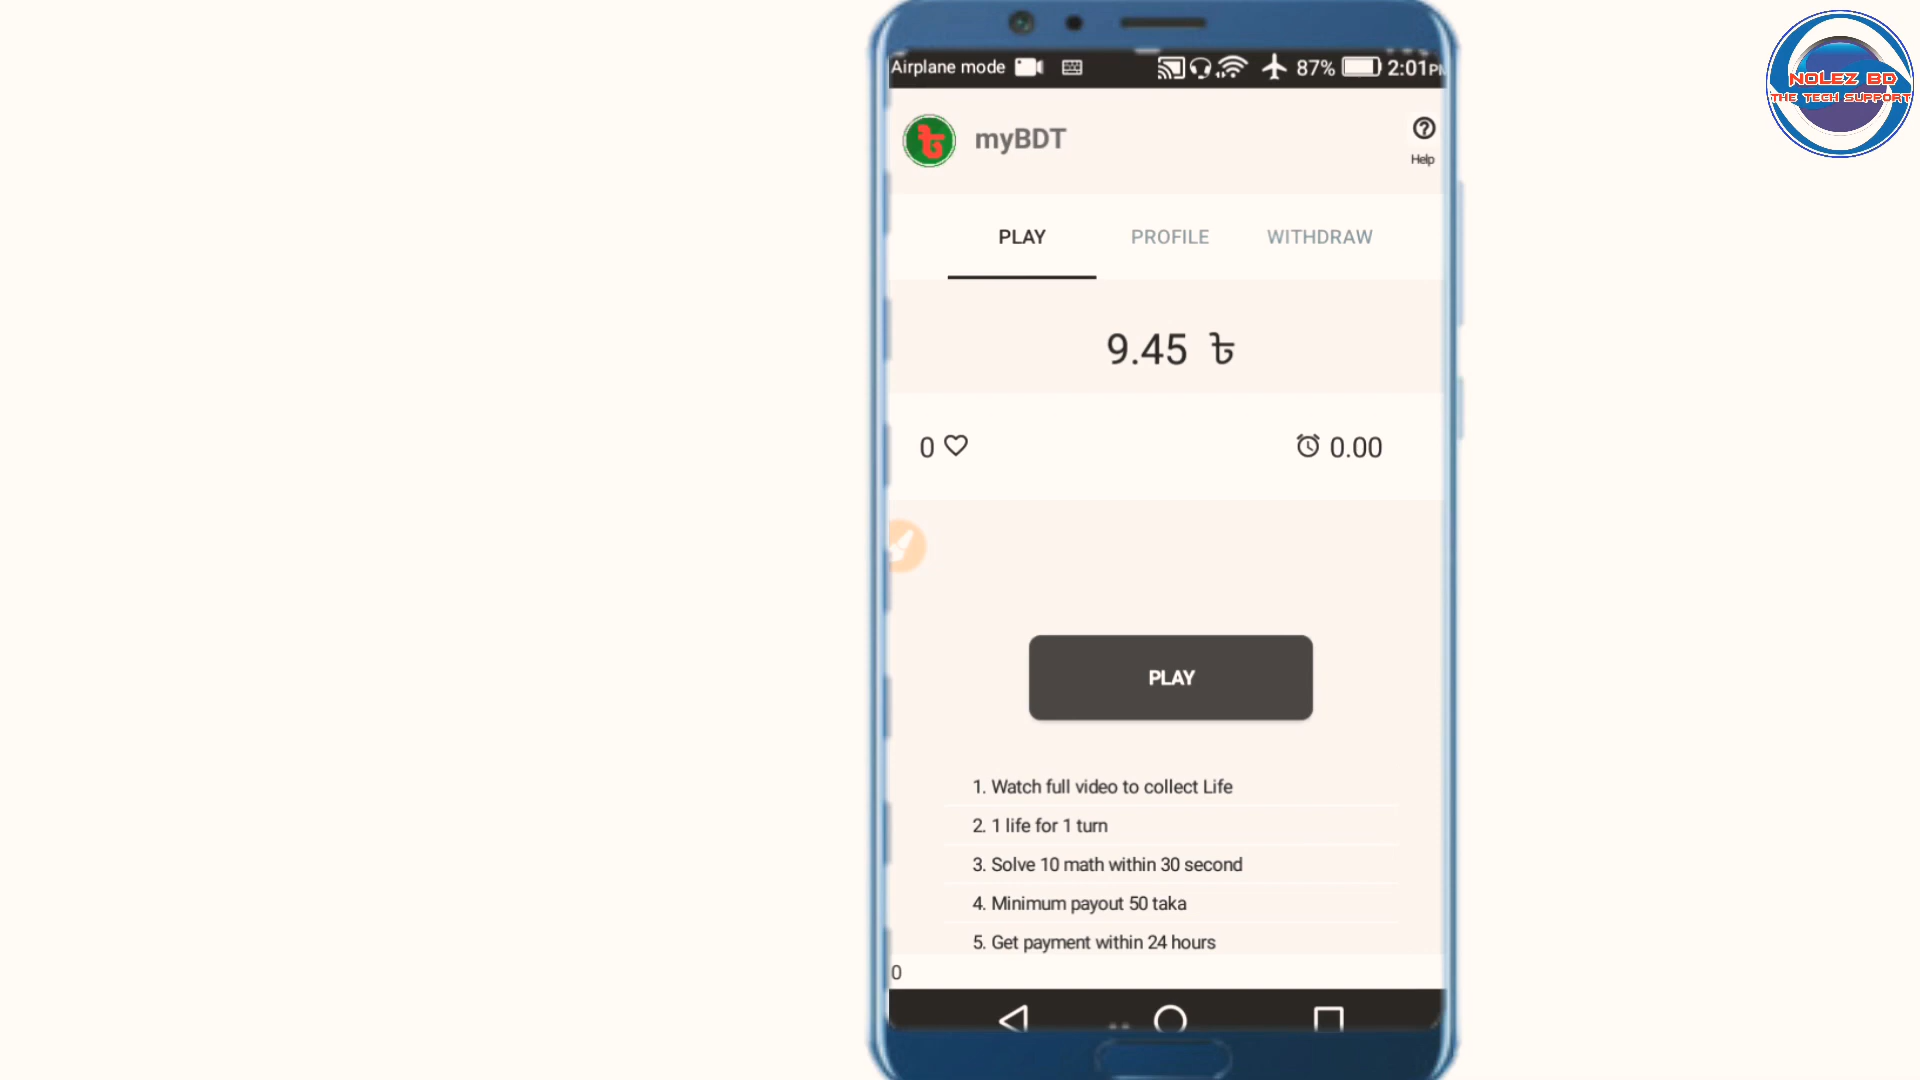 Airplane mode 87% 2:01PM
NOLEZ BD
THE TECH SUPPORT
myBDT
Help
PLAY PROFILE WITHDRAW
9.45 ৳
0 0.00
PLAY
1. Watch full video to collect Life
2. 1 life for 1 turn
3. Solve 10 math within 30 second
4. Minimum payout 50 taka
5. Get payment within 24 hours
0